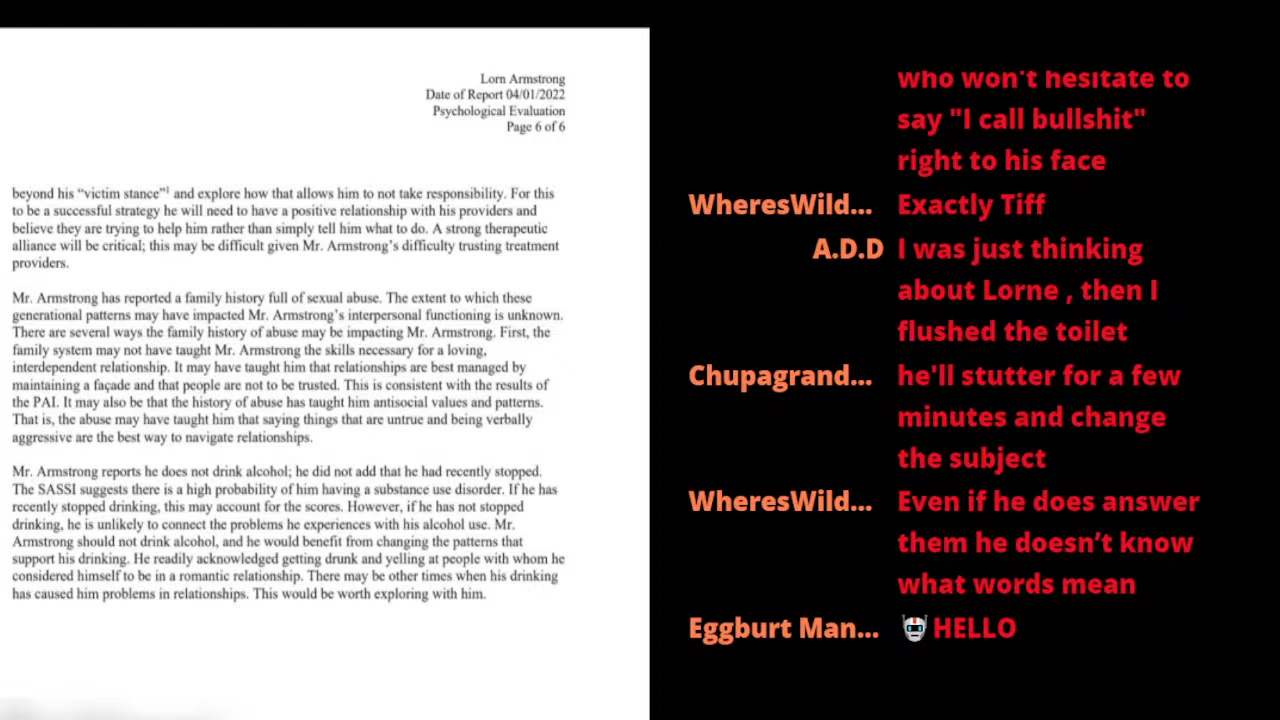 Lorn Armstrong
Date of Report 04/01/2022
Psychological Evaluation
Page 6 of 6
beyond his “victim stance”¹ and explore how that allows him to not take responsibility. For this
to be a successful strategy he will need to have a positive relationship with his providers and
believe they are trying to help him rather than simply tell him what to do. A strong therapeutic
alliance will be critical; this may be difficult given Mr. Armstrong’s difficulty trusting treatment
providers.
Mr. Armstrong has reported a family history full of sexual abuse. The extent to which these
generational patterns may have impacted Mr. Armstrong’s interpersonal functioning is unknown.
There are several ways the family history of abuse may be impacting Mr. Armstrong. First, the
family system may not have taught Mr. Armstrong the skills necessary for a loving,
interdependent relationship. It may have taught him that relationships are best managed by
maintaining a façade and that people are not to be trusted. This is consistent with the results of
the PAI. It may also be that the history of abuse has taught him antisocial values and patterns.
That is, the abuse may have taught him that saying things that are untrue and being verbally
aggressive are the best way to navigate relationships.
Mr. Armstrong reports he does not drink alcohol; he did not add that he had recently stopped.
The SASSI suggests there is a high probability of him having a substance use disorder. If he has
recently stopped drinking, this may account for the scores. However, if he has not stopped
drinking, he is unlikely to connect the problems he experiences with his alcohol use. Mr.
Armstrong should not drink alcohol, and he would benefit from changing the patterns that
support his drinking. He readily acknowledged getting drunk and yelling at people with whom he
considered himself to be in a romantic relationship. There may be other times when his drinking
has caused him problems in relationships. This would be worth exploring with him.
who won't hesitate to
say "I call bullshit"
right to his face
WheresWild... Exactly Tiff
A.D.D I was just thinking
about Lorne , then I
flushed the toilet
Chupagrand... he'll stutter for a few
minutes and change
the subject
WheresWild... Even if he does answer
them he doesn’t know
what words mean
Eggburt Man... HELLO